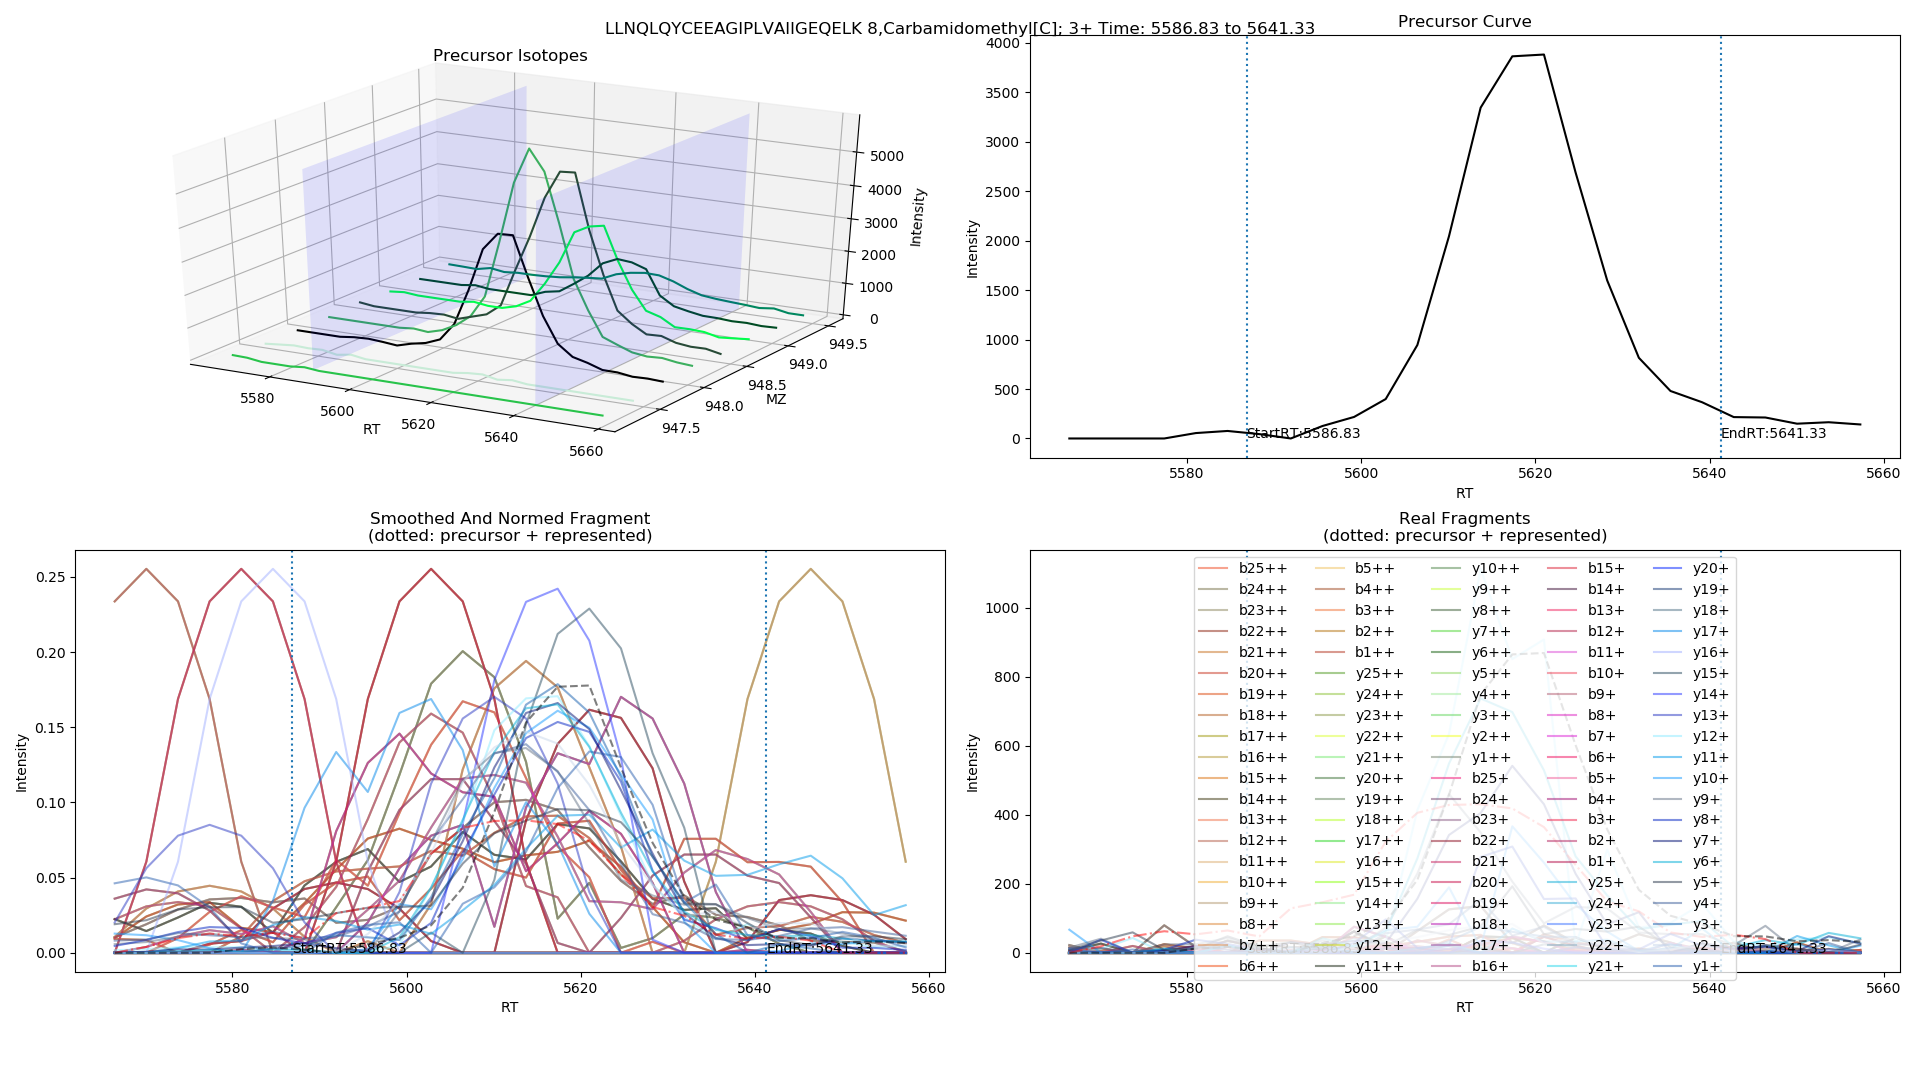 LLNQLQYCEEAGIPLVAIIGEQELK 8,Carbamidomethyl[C]; 3+ Time: 5586.83 to 5641.33
Precursor Isotopes
5000
4000
3000
2000
1000
0
Intensity
949.5
949.0
948.5
948.0
947.5
MZ
5580
5600
5620
5640
5660
RT
Precursor Curve
4000
3500
3000
2500
2000
1500
1000
500
0
Intensity
StartRT:5586.83
EndRT:5641.33
5580 5600 5620 5640 5660
RT
Smoothed And Normed Fragment
(dotted: precursor + represented)
0.25
0.20
0.15
0.10
0.05
0.00
Intensity
StartRT:5586.83
EndRT:5641.33
5580 5600 5620 5640 5660
RT
Real Fragments
(dotted: precursor + represented)
1000
800
600
400
200
0
Intensity
b25++ b5++ y10++ b15+ y20+
b24++ b4++ y9++ b14+ y19+
b23++ b3++ y8++ b13+ y18+
b22++ b2++ y7++ b12+ y17+
b21++ b1++ y6++ b11+ y16+
b20++ y25++ y5++ b10+ y15+
b19++ y24++ y4++ b9+ y14+
b18++ y23++ y3++ b8+ y13+
b17++ y22++ y2++ b7+ y12+
b16++ y21++ y1++ b6+ y11+
b15++ y20++ b25+ b5+ y10+
b14++ y19++ b24+ b4+ y9+
b13++ y18++ b23+ b3+ y8+
b12++ y17++ b22+ b2+ y7+
b11++ y16++ b21+ b1+ y6+
b10++ y15++ b20+ y25+ y5+
b9++ y14++ b19+ y24+ y4+
b8++ y13++ b18+ y23+ y3+
b7++ y12++ b17+ y22+ y2+
b6++ y11++ b16+ y21+ y1+
EndRT:5641.33
5580 5600 5620 5640 5660
RT